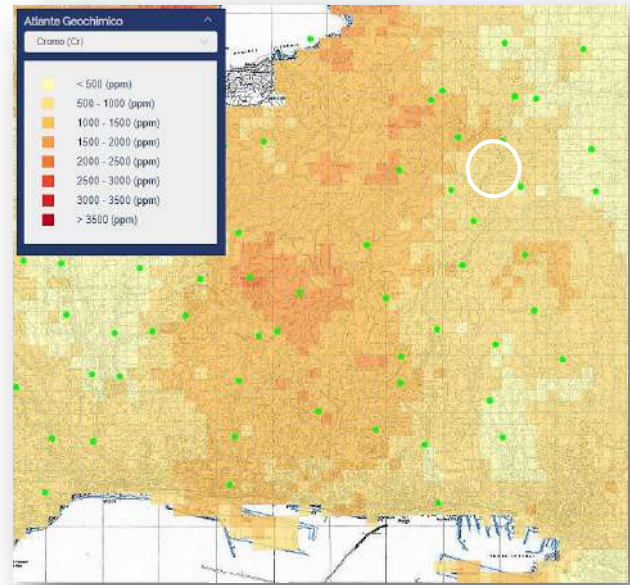 Atlante Geochimico
Cromo (Cr)
< 500 (ppm)
500 - 1000 (ppm)
1000 - 1500 (ppm)
1500 - 2000 (ppm)
2000 - 2500 (ppm)
2500 - 3000 (ppm)
3000 - 3500 (ppm)
> 3500 (ppm)